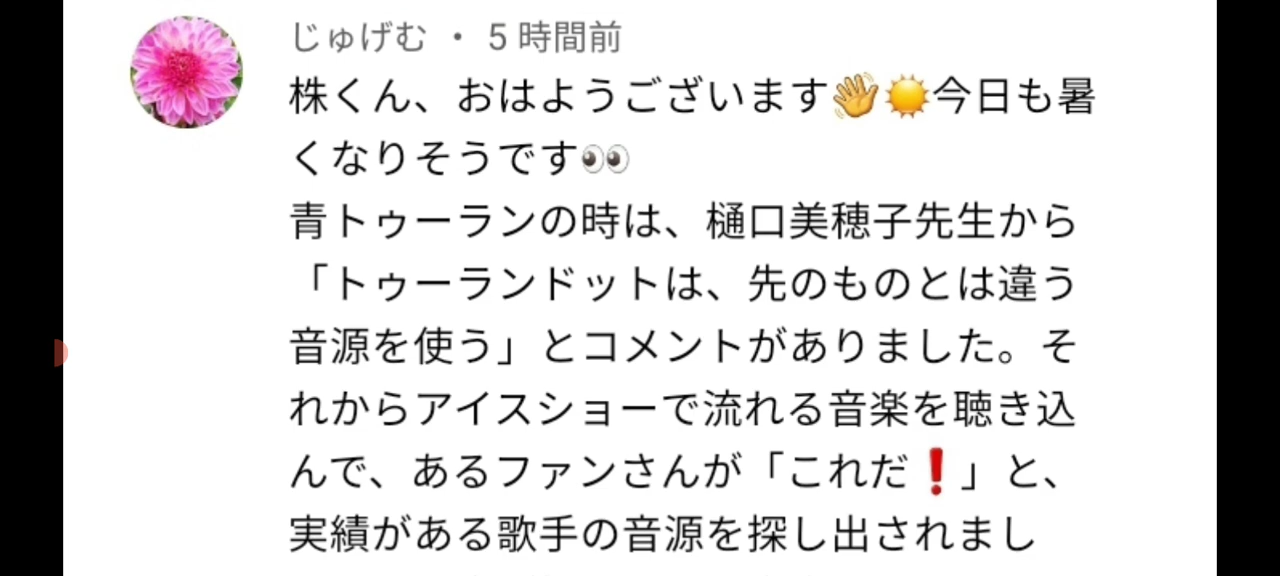 じゅげむ ・ 5 時間前
株くん、おはようございます👋☀️今日も暑
くなりそうです👀
青トゥーランの時は、樋口美穂子先生から
「トゥーランドットは、先のものとは違う
音源を使う」とコメントがありました。そ
れからアイスショーで流れる音楽を聴き込
んで、あるファンさんが「これだ❗」と、
実績がある歌手の音源を探し出されまし